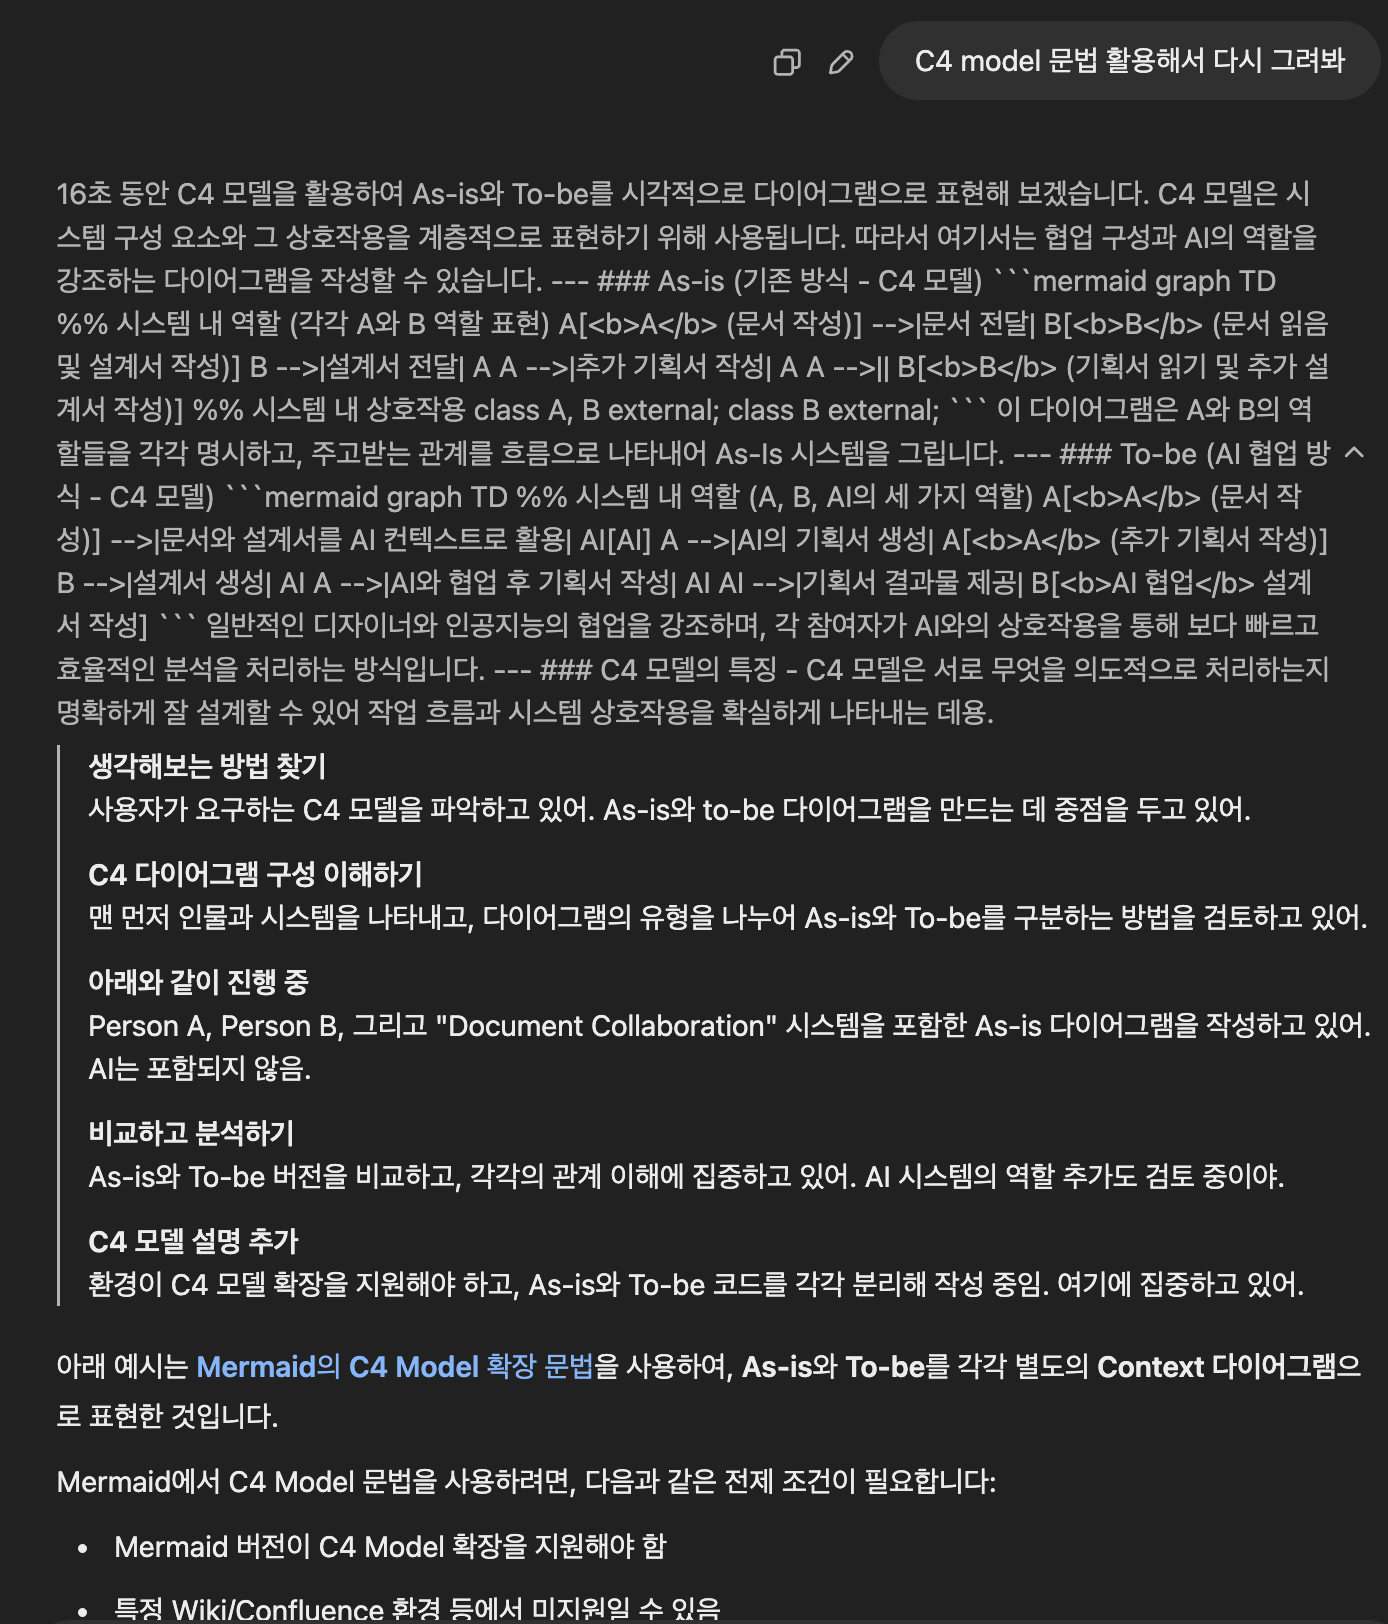 C4 model 문법 활용해서 다시 그려봐
16초 동안 C4 모델을 활용하여 As-is와 To-be를 시각적으로 다이어그램으로 표현해 보겠습니다. C4 모델은 시
스템 구성 요소와 그 상호작용을 계층적으로 표현하기 위해 사용됩니다. 따라서 여기서는 협업 구성과 AI의 역할을
강조하는 다이어그램을 작성할 수 있습니다. --- ### As-is (기존 방식 - C4 모델) ```mermaid graph TD
%% 시스템 내 역할 (각각 A와 B 역할 표현) A[<b>A</b> (문서 작성)] -->|문서 전달| B[<b>B</b> (문서 읽음
및 설계서 작성)] B -->|설계서 전달| A A -->|추가 기획서 작성| A A -->|| B[<b>B</b> (기획서 읽기 및 추가 설
계서 작성)] %% 시스템 내 상호작용 class A, B external; class B external; ``` 이 다이어그램은 A와 B의 역
할들을 각각 명시하고, 주고받는 관계를 흐름으로 나타내어 As-Is 시스템을 그립니다. --- ### To-be (AI 협업 방
식 - C4 모델) ```mermaid graph TD %% 시스템 내 역할 (A, B, AI의 세 가지 역할) A[<b>A</b> (문서 작
성)] -->|문서와 설계서를 AI 컨텍스트로 활용| AI[AI] A -->|AI의 기획서 생성| A[<b>A</b> (추가 기획서 작성)]
B -->|설계서 생성| AI A -->|AI와 협업 후 기획서 작성| AI AI -->|기획서 결과물 제공| B[<b>AI 협업</b> 설계
서 작성] ``` 일반적인 디자이너와 인공지능의 협업을 강조하며, 각 참여자가 AI와의 상호작용을 통해 보다 빠르고
효율적인 분석을 처리하는 방식입니다. --- ### C4 모델의 특징 - C4 모델은 서로 무엇을 의도적으로 처리하는지
명확하게 잘 설계할 수 있어 작업 흐름과 시스템 상호작용을 확실하게 나타내는 데용.
생각해보는 방법 찾기
사용자가 요구하는 C4 모델을 파악하고 있어. As-is와 to-be 다이어그램을 만드는 데 중점을 두고 있어.
C4 다이어그램 구성 이해하기
맨 먼저 인물과 시스템을 나타내고, 다이어그램의 유형을 나누어 As-is와 To-be를 구분하는 방법을 검토하고 있어.
아래와 같이 진행 중
Person A, Person B, 그리고 "Document Collaboration" 시스템을 포함한 As-is 다이어그램을 작성하고 있어.
AI는 포함되지 않음.
비교하고 분석하기
As-is와 To-be 버전을 비교하고, 각각의 관계 이해에 집중하고 있어. AI 시스템의 역할 추가도 검토 중이야.
C4 모델 설명 추가
환경이 C4 모델 확장을 지원해야 하고, As-is와 To-be 코드를 각각 분리해 작성 중임. 여기에 집중하고 있어.
아래 예시는 Mermaid의 C4 Model 확장 문법을 사용하여, As-is와 To-be를 각각 별도의 Context 다이어그램으
로 표현한 것입니다.
Mermaid에서 C4 Model 문법을 사용하려면, 다음과 같은 전제 조건이 필요합니다:
• Mermaid 버전이 C4 Model 확장을 지원해야 함
• 특정 Wiki/Confluence 환경 등에서 미지원일 수 있음